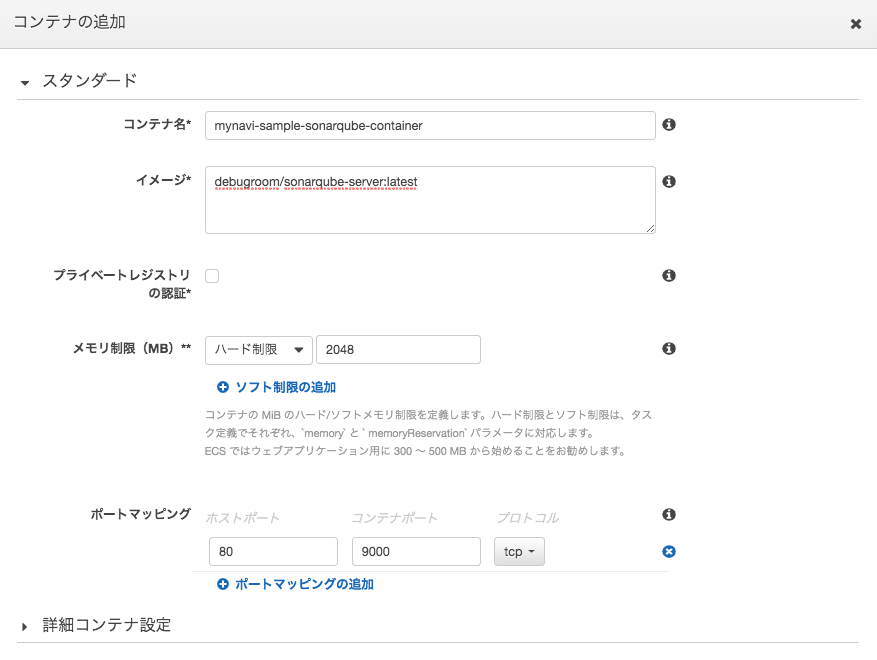 コンテナの追加
スタンダード
コンテナ名*
mynavi-sample-sonarqube-container
イメージ*
debugroom/sonarqube-server:latest
プライベートレジストリ
の認証*
メモリ制限（MB）**
ハード制限
2048
ソフト制限の追加
コンテナの MiB のハード/ソフトメモリ制限を定義します。ハード制限とソフト制限は、タス
ク定義でそれぞれ、`memory` と ` memoryReservation` パラメータに対応します。
ECS ではウェブアプリケーション用に 300 〜 500 MB から始めることをお勧めします。
ポートマッピング
ホストポート
コンテナポート
プロトコル
80
9000
tcp
ポートマッピングの追加
詳細コンテナ設定